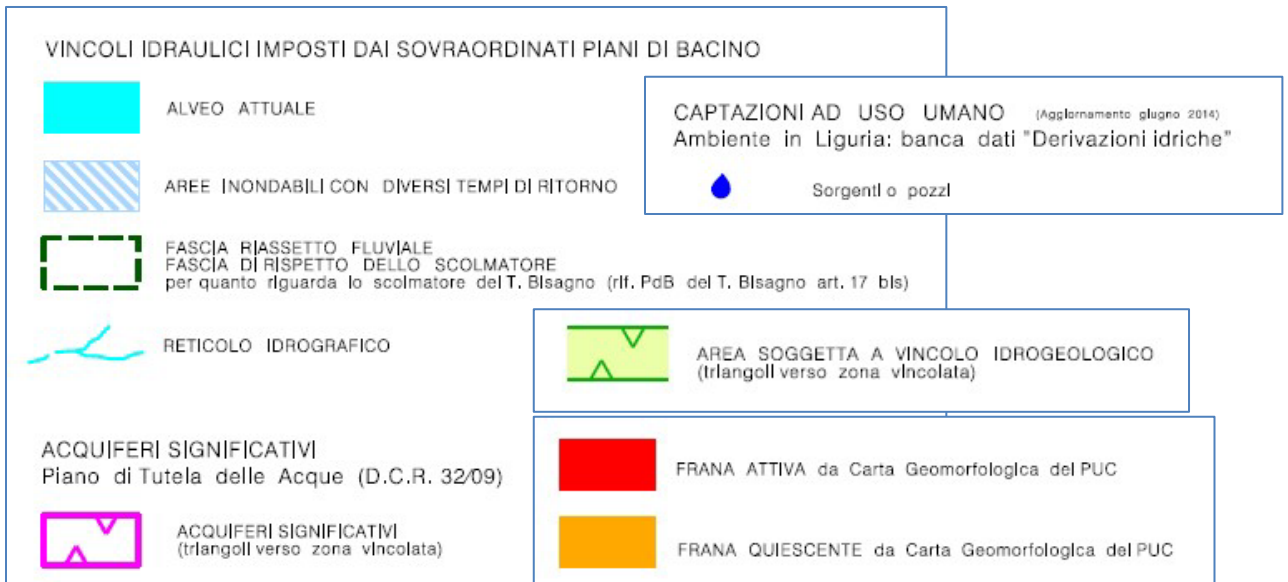 VINCOLI IDRAULICI IMPOSTI DAI SOVRAORDINATI PIANI DI BACINO
ALVEO ATTUALE
AREE INONDABILI CON DIVERSI TEMPI DI RITORNO
FASCIA RIASSETTO FLUVIALE
FASCIA DI RISPETTO DELLO SCOLMATORE
per quanto riguarda lo scolmatore del T. Bisagno (rif. PdB del T. Bisagno art. 17 bis)
RETICOLO IDROGRAFICO
ACQUIFERI SIGNIFICATIVI
Piano di Tutela delle Acque (D.C.R. 32/09)
ACQUIFERI SIGNIFICATIVI
(triangoli verso zona vincolata)
CAPTAZIONI AD USO UMANO (Aggiornamento giugno 2014)
Ambiente in Liguria: banca dati "Derivazioni idriche"
Sorgenti o pozzi
AREA SOGGETTA A VINCOLO IDROGEOLOGICO
(triangoli verso zona vincolata)
FRANA ATTIVA da Carta Geomorfologica del PUC
FRANA QUIESCENTE da Carta Geomorfologica del PUC